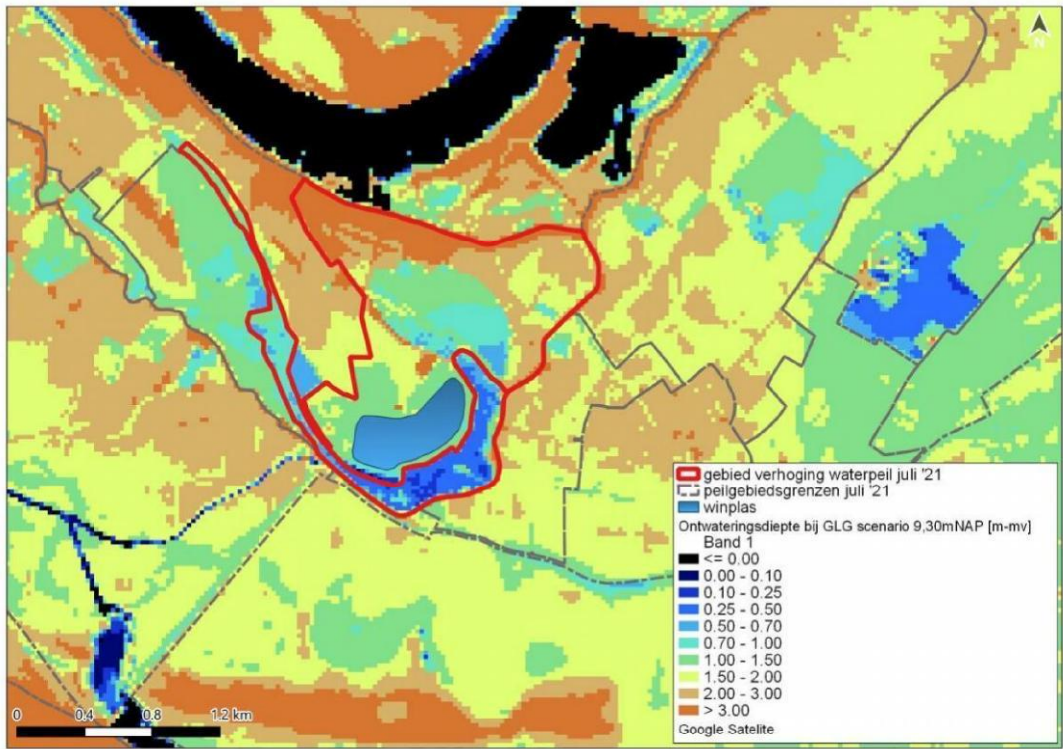 N
gebied verhoging waterpeil juli '21
peilgebiedsgrenzen juli '21
winplas
Ontwateringsdiepte bij GLG scenario 9,30mNAP [m-mv]
Band 1
<= 0.00
0.00 - 0.10
0.10 - 0.25
0.25 - 0.50
0.50 - 0.70
0.70 - 1.00
1.00 - 1.50
1.50 - 2.00
2.00 - 3.00
> 3.00
Google Satelite
0 0.4 0.8 1.2 km